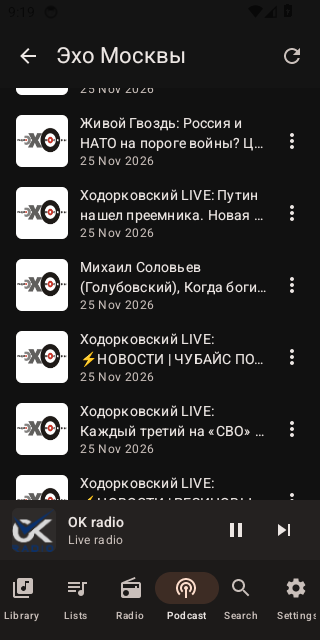 9:19
Эхо Москвы
25 Nov 2026
Живой Гвоздь: Россия и
НАТО на пороге войны? Ц…
25 Nov 2026
Ходорковский LIVE: Путин
нашел преемника. Новая …
25 Nov 2026
Михаил Соловьев
(Голубовский), Когда боги…
25 Nov 2026
Ходорковский LIVE:
⚡НОВОСТИ | ЧУБАЙС ПО…
25 Nov 2026
Ходорковский LIVE:
Каждый третий на «СВО» …
25 Nov 2026
Ходорковский LIVE:
OK radio
Live radio
Library
Lists
Radio
Podcast
Search
Settings